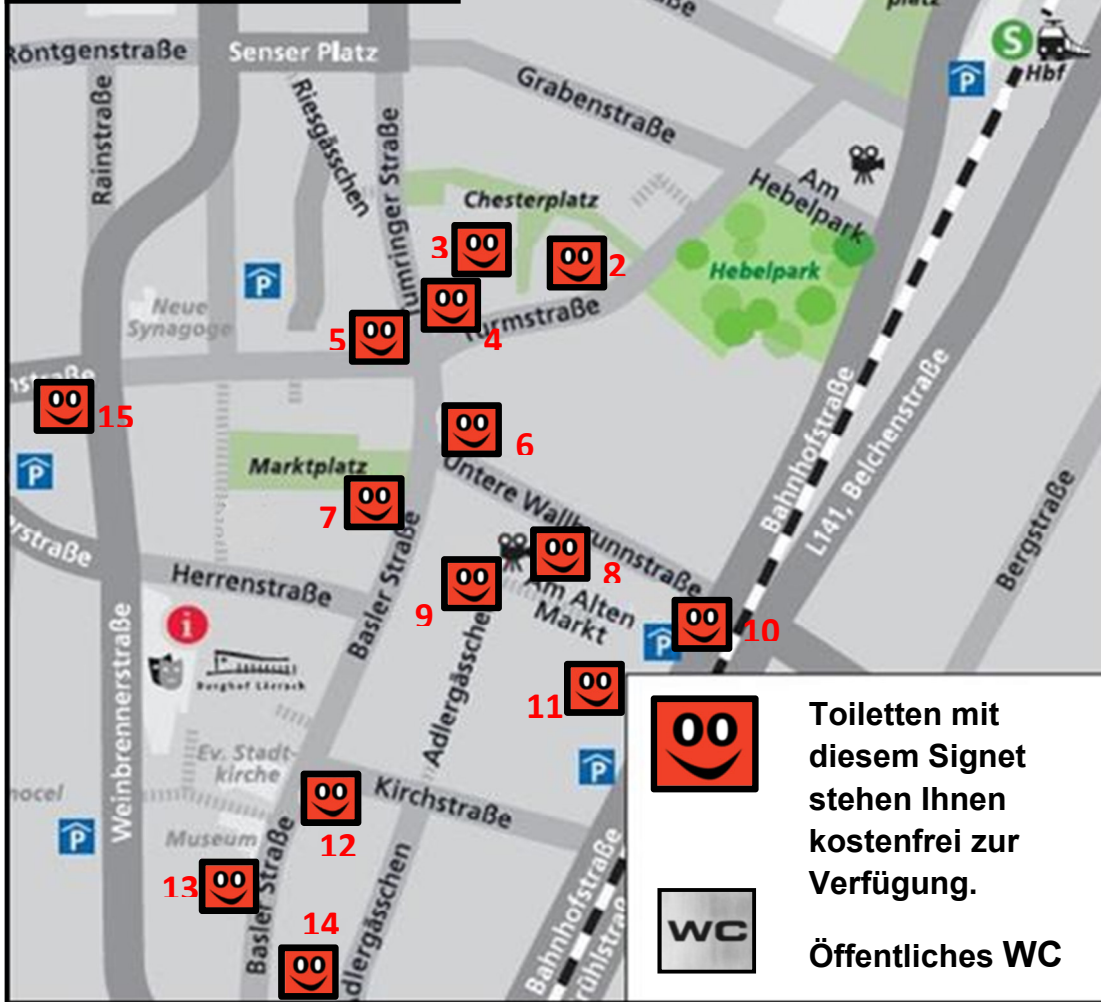 platz
Röntgenstraße
Senser Platz
S
Hbf
P
Grabenstraße
Rainstraße
Riesgässchen
Tumringer Straße
Am
Hebelpark
Chesterplatz
3
2
Hebelpark
P
Neue
Synagoge
5
4
Turmstraße
15
6
Marktplatz
P
7
Untere Wallbrunnstraße
Bahnhofstraße
L141, Belchenstraße
Bergstraße
Herrenstraße
Basler Straße
8
9
Am Alten
Markt
10
P
i
Burghof Lörrach
Adlergässchen
11
Weinbrennerstraße
Ev. Stadt-
kirche
P
Kirchstraße
P
Museum
12
13
Basler Straße
14
Adlergässchen
Bahnhofstraße
Toiletten mit
diesem Signet
stehen Ihnen
kostenfrei zur
Verfügung.
WC
Öffentliches WC